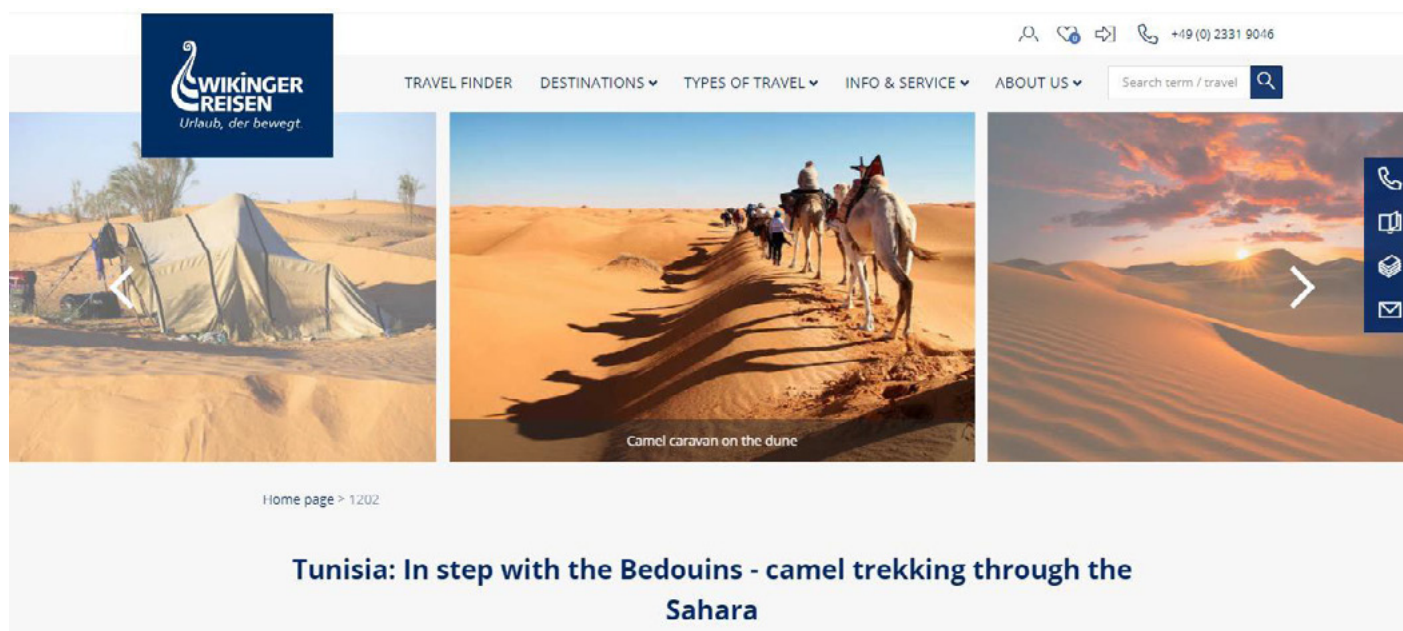 +49 (0) 2331 9046
WIKINGER
REISEN
Urlaub, der bewegt.
TRAVEL FINDER DESTINATIONS TYPES OF TRAVEL INFO & SERVICE ABOUT US Search term / travel
Camel caravan on the dune
Home page > 1202
Tunisia: In step with the Bedouins - camel trekking through the
Sahara